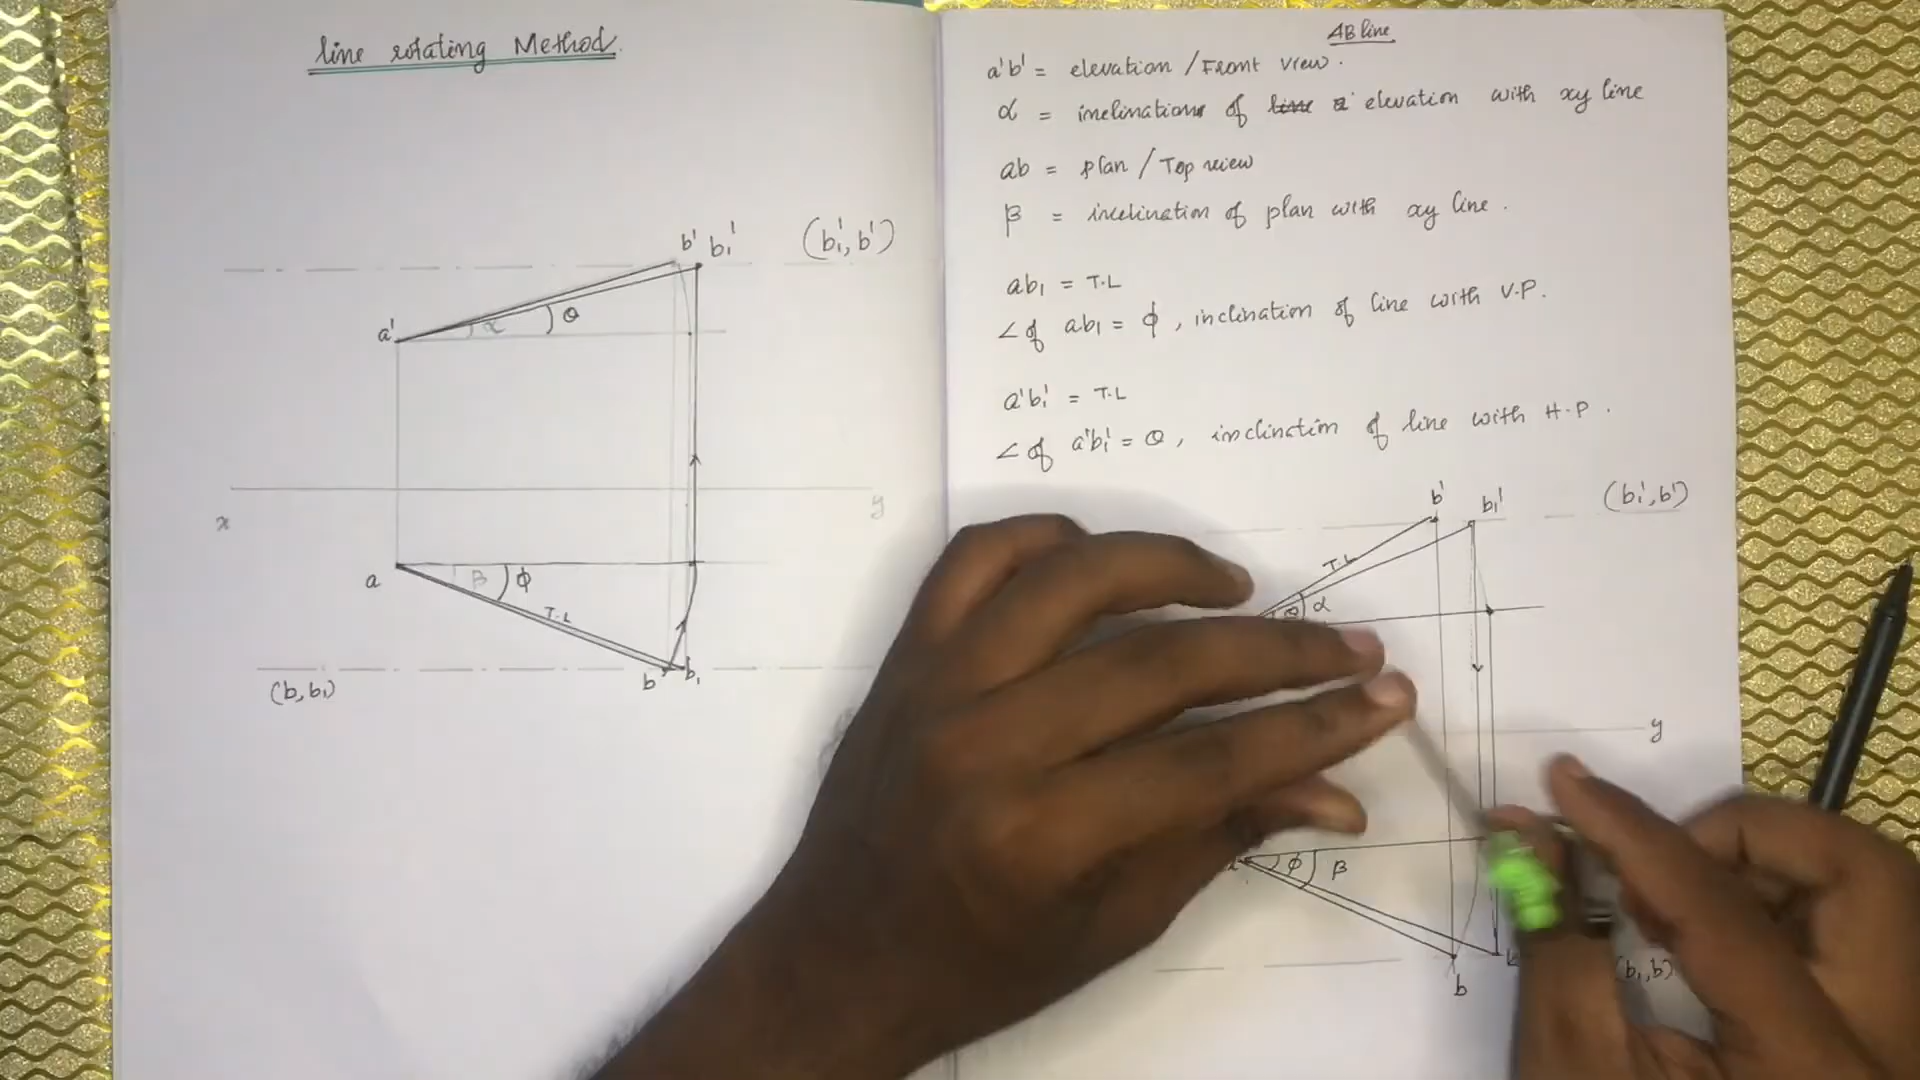 line rotating Method.
b' b₁' (b₁', b')
a' α θ
x y
a β ϕ
T.L
(b, b₁) b b₁
AB line
a'b' = elevation / Front view.
α = inclinations of line a' elevation with xy line
ab = plan / Top view
β = inclination of plan with xy line.
ab₁ = T.L
∠ of ab₁ = ϕ, inclination of line with V.P.
a'b₁' = T.L
∠ of a'b₁' = θ, inclinction of line with H.P.
b' b₁' (b₁', b')
T.L
θ α
y
ϕ β
b (b₁, b)